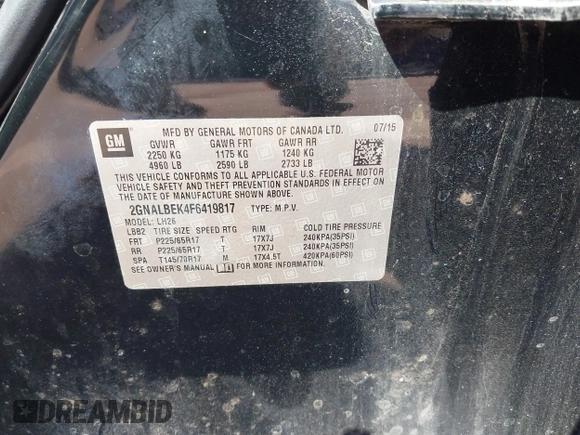 GM
MFD BY GENERAL MOTORS OF CANADA LTD. 07/15
GVWR GAWR FRT GAWR RR
2250 KG 1175 KG 1240 KG
4960 LB 2590 LB 2733 LB
THIS VEHICLE CONFORMS TO ALL APPLICABLE U.S. FEDERAL MOTOR
VEHICLE SAFETY AND THEFT PREVENTION STANDARDS IN EFFECT ON
THE DATE OF MANUFACTURE SHOWN ABOVE.
2GNALBEK4F6419817 TYPE: M.P.V.
MODEL: LH26
LBB2 TIRE SIZE SPEED RTG RIM COLD TIRE PRESSURE
FRT P225/65R17 T 17X7J 240KPA(35PSI)
RR P225/65R17 T 17X7J 240KPA(35PSI)
SPA T145/70R17 M 17X4.5T 420KPA(60PSI)
SEE OWNER'S MANUAL FOR MORE INFORMATION.
DREAMBID